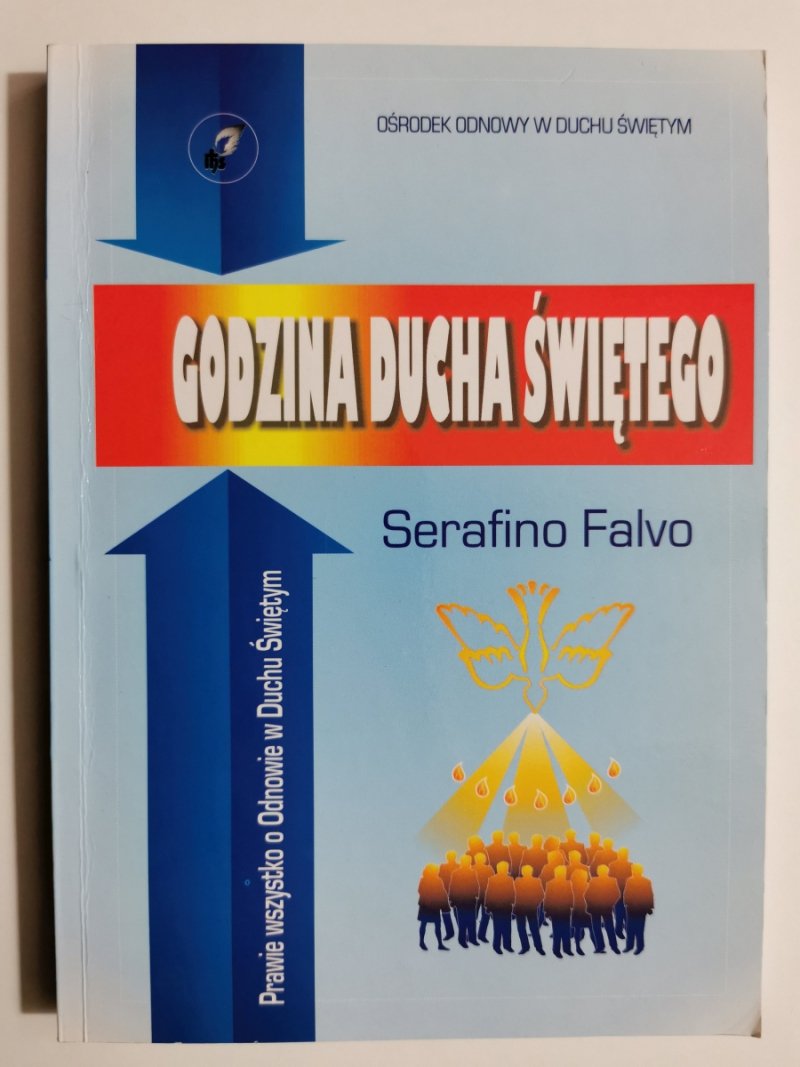 OŚRODEK ODNOWY W DUCHU ŚWIĘTYM
GODZINA DUCHA ŚWIĘTEGO
Serafino Falvo
Prawie wszystko o Odnowie w Duchu Świętym